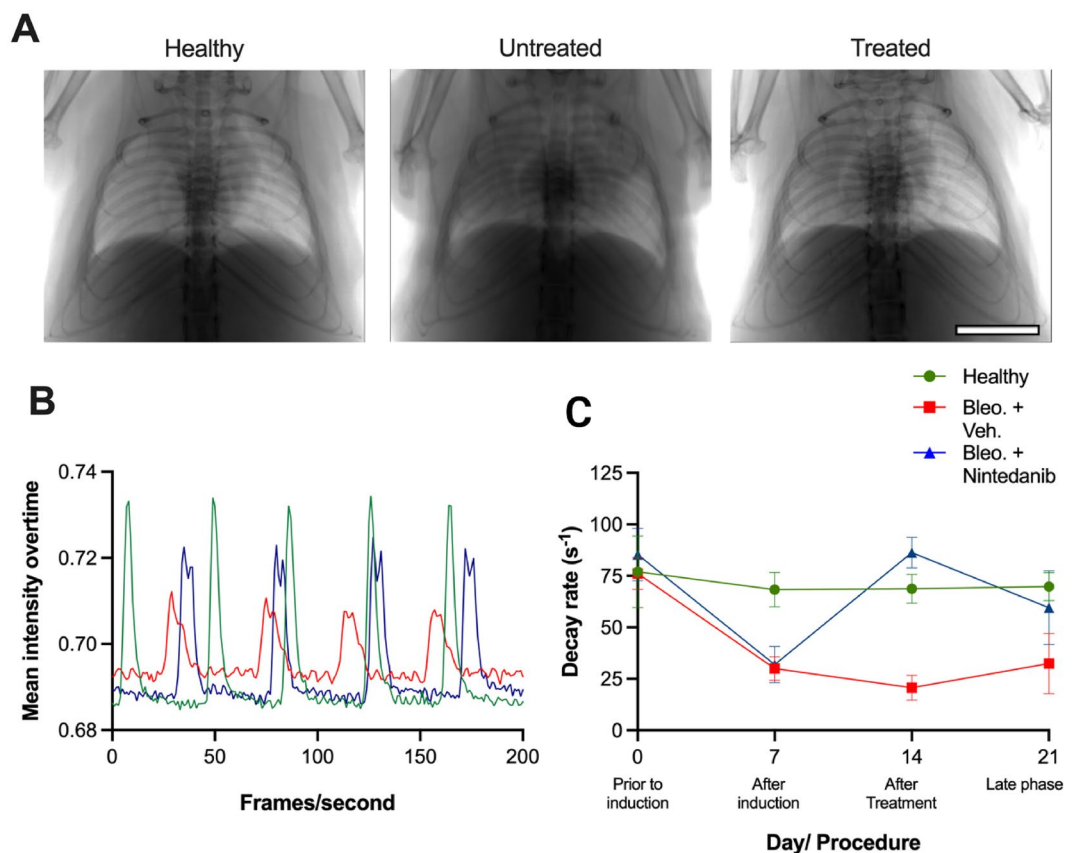 A
Healthy
Untreated
Treated
B
0.74
0.72
0.70
0.68
Mean intensity overtime
0
50
100
150
200
Frames/second
C
Healthy
Bleo. +
Veh.
Bleo. +
Nintedanib
125
100
75
50
25
0
Decay rate (s⁻¹)
0
7
14
21
Prior to
induction
After
induction
After
Treatment
Late phase
Day/ Procedure